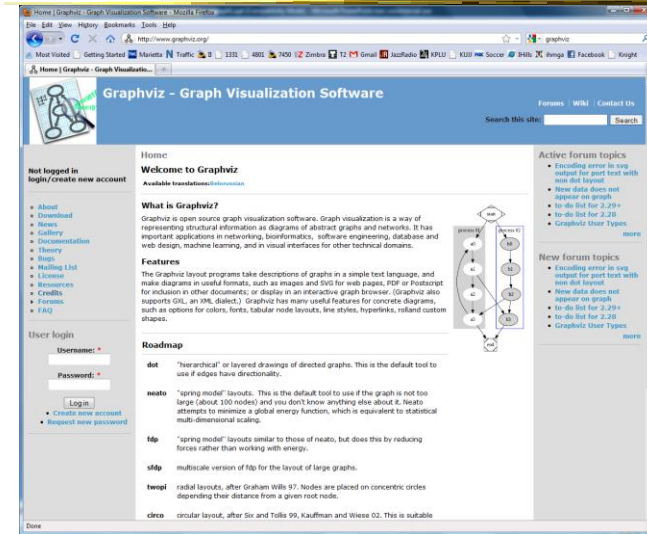 Home | Graphviz - Graph Visualization Software - Mozilla Firefox
File Edit View History Bookmarks Tools Help
http://www.graphviz.org/
graphviz
Most Visited Getting Started Marietta Traffic 8 1331 4801 7450 Zimbra T2 Gmail JazzRadio KPLU KUJJ Soccer iHills ihmga Facebook Knight
Home | Graphviz - Graph Visualizatio...
Graphviz - Graph Visualization Software
Forums Wiki Contact Us
Search this site: Search
Not logged in
login/create new account
About
Download
News
Gallery
Documentation
Theory
Bugs
Mailing List
License
Resources
Credits
Forums
FAQ
User login
Username: *
Password: *
Log in
Create new account
Request new password
Home
Welcome to Graphviz
Available translations:Belorussian
What is Graphviz?
Graphviz is open source graph visualization software. Graph visualization is a way of
representing structural information as diagrams of abstract graphs and networks. It has
important applications in networking, bioinformatics, software engineering, database and
web design, machine learning, and in visual interfaces for other technical domains.
Features
The Graphviz layout programs take descriptions of graphs in a simple text language, and
make diagrams in useful formats, such as images and SVG for web pages, PDF or Postscript
for inclusion in other documents; or display in an interactive graph browser. (Graphviz also
supports GXL, an XML dialect.) Graphviz has many useful features for concrete diagrams,
such as options for colors, fonts, tabular node layouts, line styles, hyperlinks, rolland custom
shapes.
start
process #1 process #2
a0 b0
a1 b1
a2 b2
a3 b3
end
Roadmap
dot "hierarchical" or layered drawings of directed graphs. This is the default tool to
use if edges have directionality.
neato "spring model" layouts. This is the default tool to use if the graph is not too
large (about 100 nodes) and you don't know anything else about it. Neato
attempts to minimize a global energy function, which is equivalent to statistical
multi-dimensional scaling.
fdp "spring model" layouts similar to those of neato, but does this by reducing
forces rather than working with energy.
sfdp multiscale version of fdp for the layout of large graphs.
twopi radial layouts, after Graham Wills 97. Nodes are placed on concentric circles
depending their distance from a given root node.
circo circular layout, after Six and Tollis 99, Kauffman and Wiese 02. This is suitable
Active forum topics
Encoding error in svg
output for port text with
non dot layout
New data does not
appear on graph
to-do list for 2.29+
to-do list for 2.28
Graphviz User Types
more
New forum topics
Encoding error in svg
output for port text with
non dot layout
New data does not
appear on graph
to-do list for 2.29+
to-do list for 2.28
Graphviz User Types
more
Done